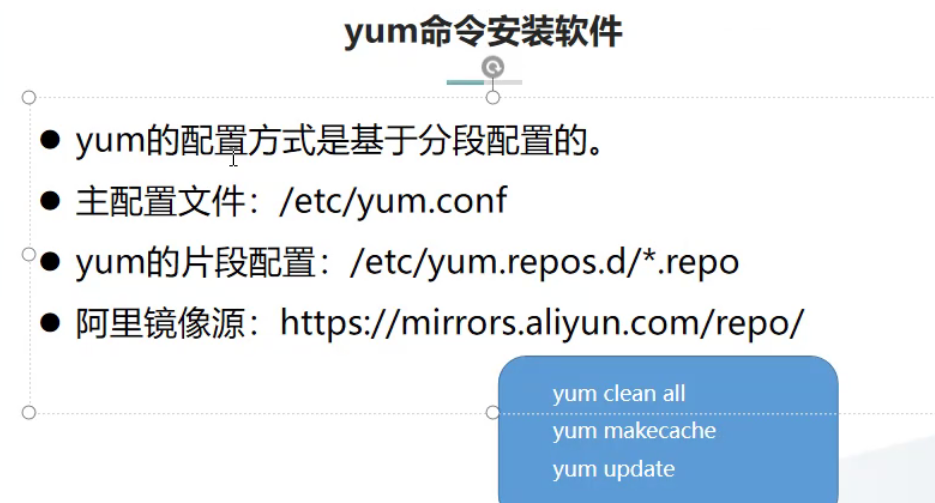 yum命令安装软件
● yum的配置方式是基于分段配置的。
● 主配置文件：/etc/yum.conf
● yum的片段配置：/etc/yum.repos.d/*.repo
● 阿里镜像源：https://mirrors.aliyun.com/repo/
yum clean all
yum makecache
yum update